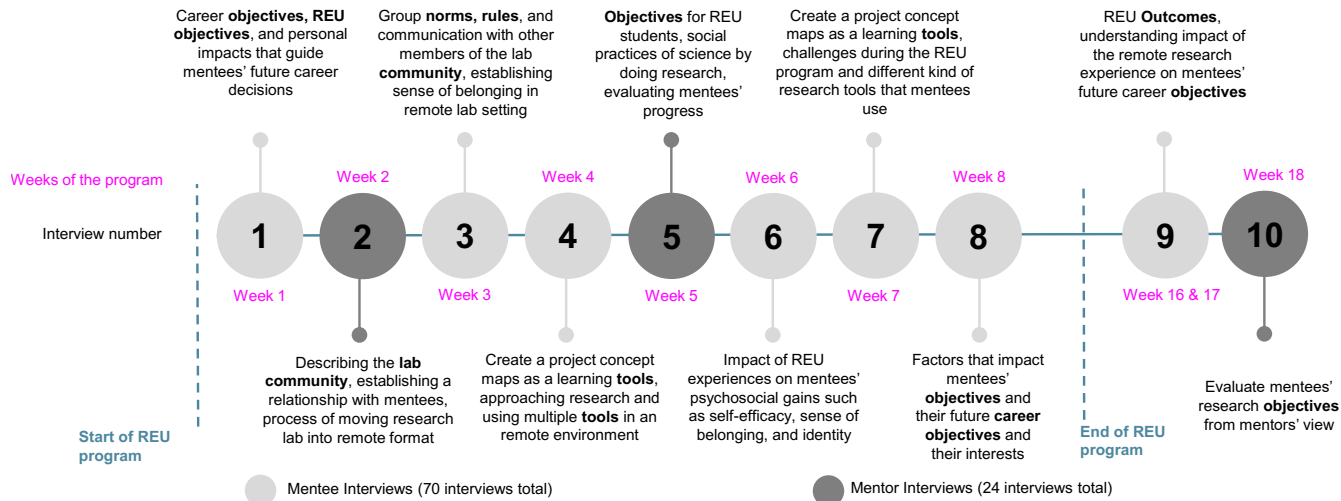 Career objectives, REU
objectives, and personal
impacts that guide
mentees' future career
decisions
Group norms, rules, and
communication with other
members of the lab
community, establishing
sense of belonging in
remote lab setting
Objectives for REU
students, social
practices of science by
doing research,
evaluating mentees'
progress
Create a project concept
maps as a learning tools,
challenges during the REU
program and different kind of
research tools that mentees
use
REU Outcomes,
understanding impact of
the remote research
experience on mentees'
future career objectives
Weeks of the program
Week 2
Week 4
Week 6
Week 8
Week 18
Interview number
1
2
3
4
5
6
7
8
9
10
Week 1
Week 3
Week 5
Week 7
Week 16 & 17
Describing the lab
community, establishing a
relationship with mentees,
process of moving research
lab into remote format
Create a project concept
maps as a learning tools,
approaching research and
using multiple tools in an
remote environment
Impact of REU
experiences on mentees'
psychosocial gains such
as self-efficacy, sense of
belonging, and identity
Factors that impact
mentees'
objectives and
their future career
objectives and
their interests
Evaluate mentees'
research objectives
from mentors' view
Start of REU
program
End of REU
program
Mentee Interviews (70 interviews total)
Mentor Interviews (24 interviews total)